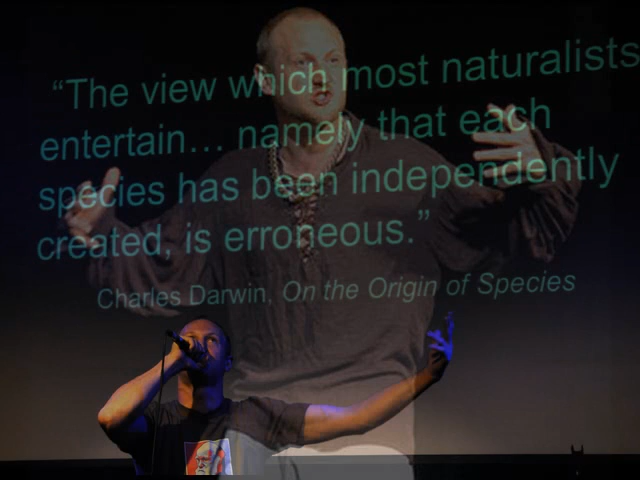 “The view which most naturalists
entertain… namely that each
species has been independently
created, is erroneous.”
Charles Darwin, On the Origin of Species